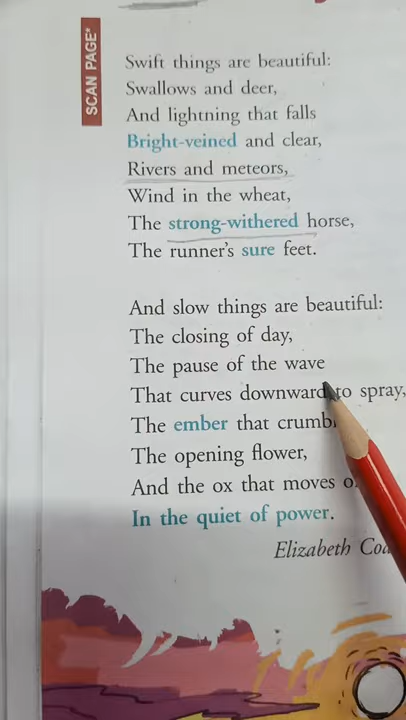 SCAN PAGE*
Swift things are beautiful:
Swallows and deer,
And lightning that falls
Bright-veined and clear,
Rivers and meteors,
Wind in the wheat,
The strong-withered horse,
The runner's sure feet.
And slow things are beautiful:
The closing of day,
The pause of the wave
That curves downward to spray,
The ember that
The opening flower,
And the ox that moves
In the quiet of power.
Elizabeth